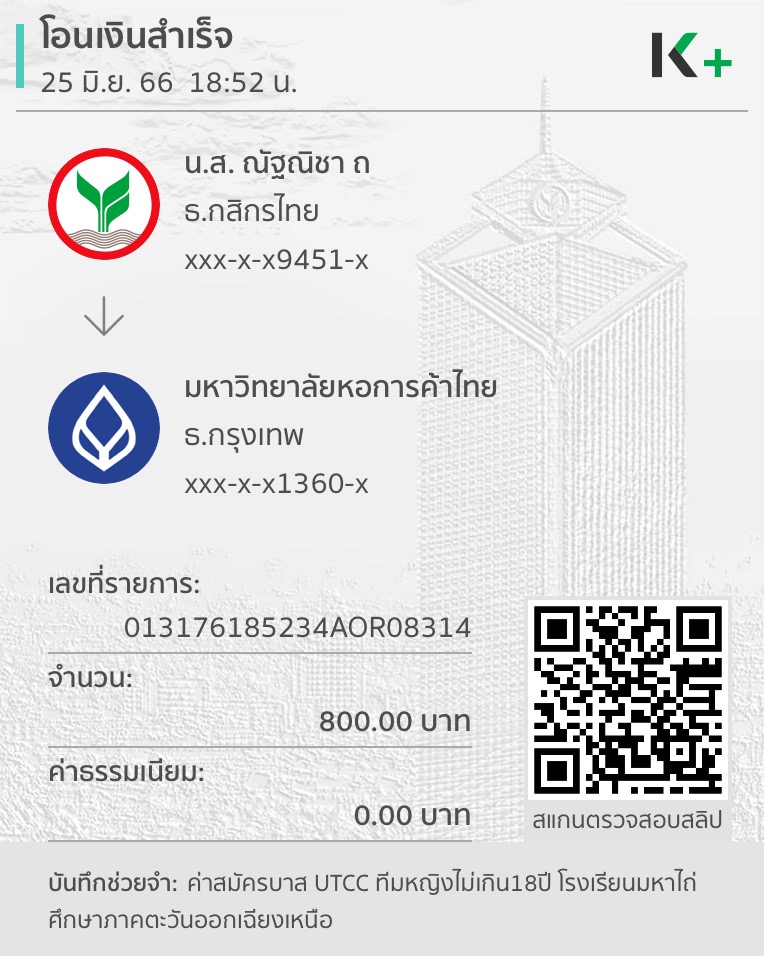 โอนเงินสำเร็จ
25 มิ.ย. 66 18:52 น.
K+
น.ส. ณัฐณิชา ถ
ธ.กสิกรไทย
xxx-x-x9451-x
มหาวิทยาลัยหอการค้าไทย
ธ.กรุงเทพ
xxx-x-x1360-x
เลขที่รายการ:
013176185234AOR08314
จำนวน:
800.00 บาท
ค่าธรรมเนียม:
0.00 บาท
สแกนตรวจสอบสลิป
บันทึกช่วยจำ: ค่าสมัครบาส UTCC ทีมหญิงไม่เกิน18ปี โรงเรียนมหาไถ่
ศึกษาภาคตะวันออกเฉียงเหนือ